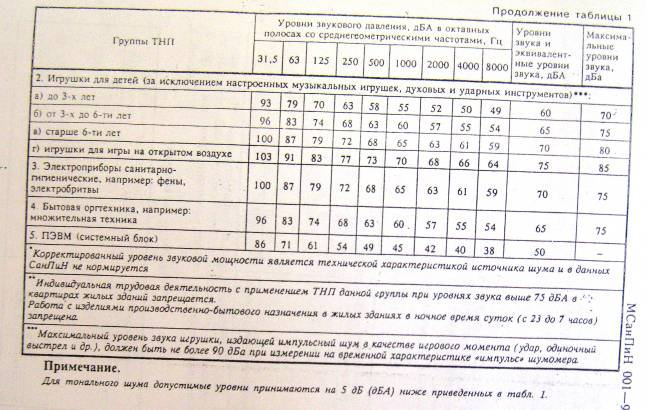 Продолжение таблицы 1
Группы ТНП
Уровни звукового давления, дБА в октавных
полосах со среднегеометрическими частотами, Гц
31,5 63 125 250 500 1000 2000 4000 8000
Уровни
звука и
эквивалент-
ные уровни
звука, дБА
Максималь-
ные уровни
звука,
дБа
2. Игрушки для детей (за исключением настроенных музыкальных игрушек, духовых и ударных инструментов)***:
а) до 3-х лет 93 79 70 63 58 55 52 50 49 60 70
б) от 3-х до 6-ти лет 96 83 74 68 63 60 57 55 54 65 75
в) старше 6-ти лет 100 87 79 72 68 65 63 61 59 70 80
г) игрушки для игры на открытом воздухе 103 91 83 77 73 70 68 66 64 75 85
3. Электроприборы санитарно-
гигиенические, например: фены,
электробритвы 100 87 79 72 68 65 63 61 59 70 75
4. Бытовая оргтехника, например:
множительная техника 96 83 74 68 63 60 57 55 54 65 75
5. ПЭВМ (системный блок) 86 71 61 54 49 45 42 40 38 50 –
*Корректированный уровень звуковой мощности является технической характеристикой источника шума и в данных
СанПиН не нормируется
**Индивидуальная трудовая деятельность с применением ТНП данной группы при уровнях звука выше 75 дБА в
квартирах жилых зданий запрещается.
Работа с изделиями производственно-бытового назначения в жилых зданиях в ночное время суток (с 23 до 7 часов)
запрещена.
***Максимальный уровень звука игрушки, издающей импульсный шум в качестве игрового момента (удар, одиночный
выстрел и др.), должен быть не более 90 дБа при измерении на временной характеристике «импульс» шумомера.
Примечание.
Для тонального шума допустимые уровни принимаются на 5 дБ (дБА) ниже приведенных в табл. 1.
МСанПиН 001—9